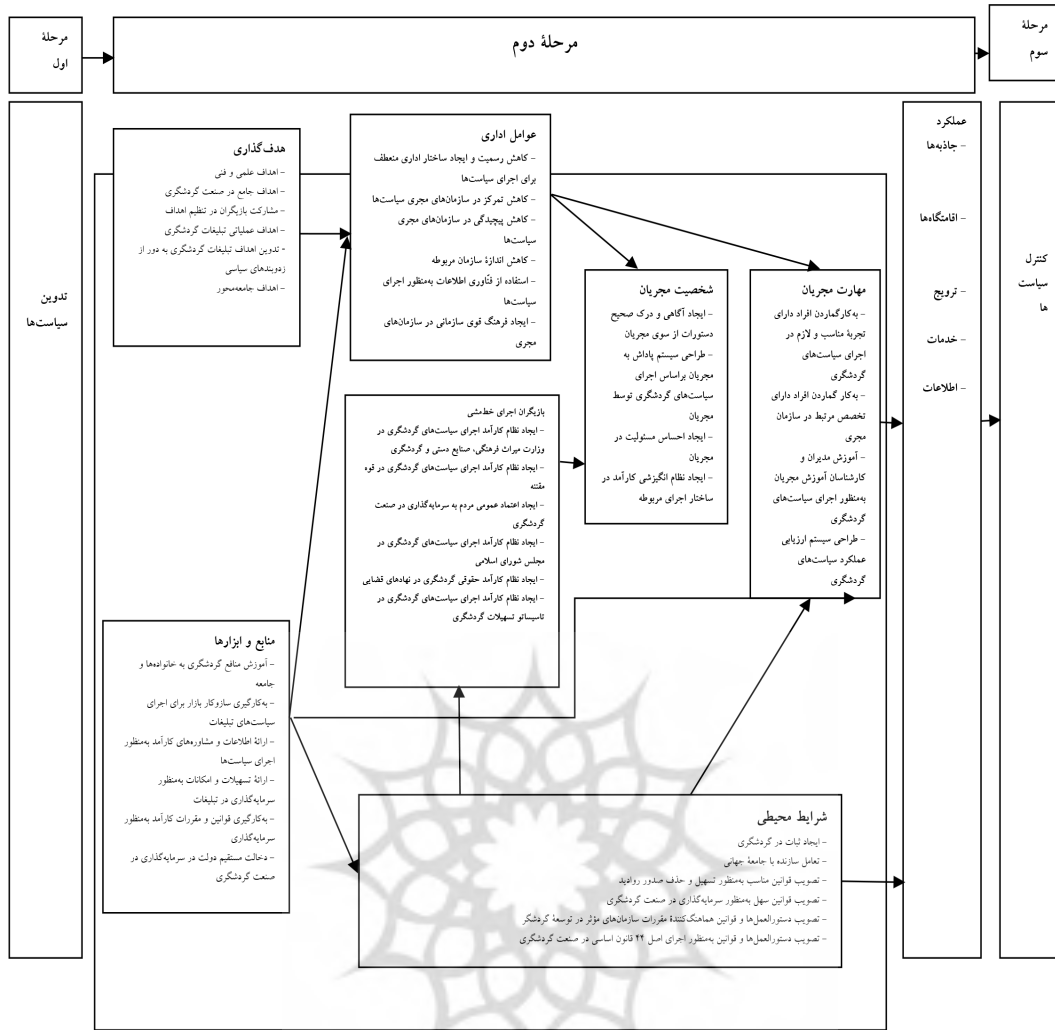 مرحلۀ
اول
مرحلۀ دوم
مرحلۀ
سوم
تدوین
سیاست‌ها
هدف‌گذاری
- اهداف علمی و فنی
- اهداف جامع در صنعت گردشگری
- مشارکت بازیگران در تنظیم اهداف
- اهداف عملیاتی تبلیغات گردشگری
- تدوین اهداف تبلیغات گردشگری به دور از
زدوبندهای سیاسی
- اهداف جامعه‌محور
عوامل اداری
- کاهش رسمیت و ایجاد ساختار اداری منعطف
برای اجرای سیاست‌ها
- کاهش تمرکز در سازمان‌های مجری سیاست‌ها
- کاهش پیچیدگی در سازمان‌های مجری
سیاست‌ها
- کاهش اندازۀ سازمان مربوطه
- استفاده از فنّاوری اطلاعات به‌منظور اجرای
سیاست‌ها
- ایجاد فرهنگ قوی سازمانی در سازمان‌های
مجری
شخصیت مجریان
- ایجاد آگاهی و درک صحیح
دستورات از سوی مجریان
- طراحی سیستم پاداش به
مجریان براساس اجرای
سیاست‌های گردشگری توسط
مجریان
- ایجاد احساس مسئولیت در
مجریان
- ایجاد نظام انگیزشی کارآمد در
ساختار اجرای مربوطه
مهارت مجریان
- به‌کارگماردن افراد دارای
تجربۀ مناسب و لازم در
اجرای سیاست‌های
گردشگری
- به‌کار گماردن افراد دارای
تخصص مرتبط در سازمان
مجری
- آموزش مدیران و
کارشناسان آموزش مجریان
به‌منظور اجرای سیاست‌های
گردشگری
- طراحی سیستم ارزیابی
عملکرد سیاست‌های
گردشگری
بازیگران اجرای خط‌مشی
- ایجاد نظام کارآمد اجرای سیاست‌های گردشگری در
وزارت میراث فرهنگی، صنایع دستی و گردشگری
- ایجاد نظام کارآمد اجرای سیاست‌های گردشگری در قوه
مقننه
- ایجاد اعتماد عمومی مردم به سرمایه‌گذاری در صنعت
گردشگری
- ایجاد نظام کارآمد اجرای سیاست‌های گردشگری در
مجلس شورای اسلامی
- ایجاد نظام کارآمد حقوقی گردشگری در نهادهای قضایی
- ایجاد نظام کارآمد اجرای سیاست‌های گردشگری در
تاسیساتو تسهیلات گردشگری
منابع و ابزارها
- آموزش منافع گردشگری به خانواده‌ها و
جامعه
- به‌کارگیری سازوکار بازار برای اجرای
سیاست‌های تبلیغات
- ارائۀ اطلاعات و مشاوره‌های کارآمد به‌منظور
اجرای سیاست‌ها
- ارائۀ تسهیلات و امکانات به‌منظور
سرمایه‌گذاری در تبلیغات
- به‌کارگیری قوانین و مقررات کارآمد به‌منظور
سرمایه‌گذاری
- دخالت مستقیم دولت در سرمایه‌گذاری در
صنعت گردشگری
شرایط محیطی
- ایجاد ثبات در گردشگری
- تعامل سازنده با جامعۀ جهانی
- تصویب قوانین مناسب به‌منظور تسهیل و حذف صدور روادید
- تصویب قوانین سهل به‌منظور سرمایه‌گذاری در صنعت گردشگری
- تصویب دستورالعمل‌ها و قوانین هماهنگ‌کنندۀ مقررات سازمان‌های مؤثر در توسعۀ گردشگر
- تصویب دستورالعمل‌ها و قوانین به‌منظور اجرای اصل ۴۴ قانون اساسی در صنعت گردشگری
عملکرد
- جاذبه‌ها
- اقامتگاه‌ها
- ترویج
- خدمات
- اطلاعات
کنترل
سیاست
ها